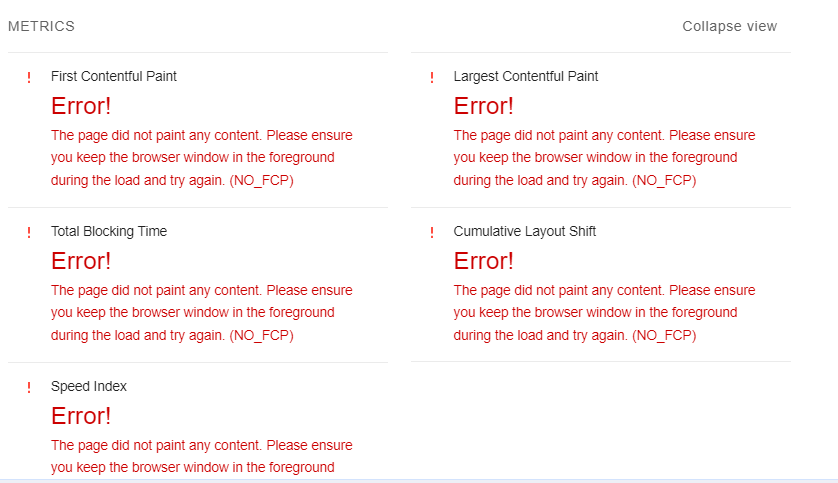 METRICS
Collapse view
! First Contentful Paint
Error!
The page did not paint any content. Please ensure
you keep the browser window in the foreground
during the load and try again. (NO_FCP)
! Largest Contentful Paint
Error!
The page did not paint any content. Please ensure
you keep the browser window in the foreground
during the load and try again. (NO_FCP)
! Total Blocking Time
Error!
The page did not paint any content. Please ensure
you keep the browser window in the foreground
during the load and try again. (NO_FCP)
! Cumulative Layout Shift
Error!
The page did not paint any content. Please ensure
you keep the browser window in the foreground
during the load and try again. (NO_FCP)
! Speed Index
Error!
The page did not paint any content. Please ensure
you keep the browser window in the foreground